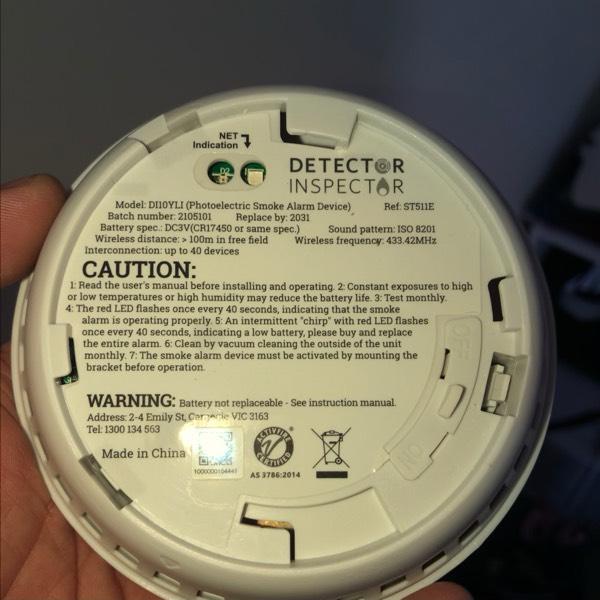 NET
Indication
DETECTOR
INSPECTOR
Model: DI10YLI (Photoelectric Smoke Alarm Device) Ref: ST511E
Batch number: 2105101 Replace by: 2031
Battery spec.: DC3V(CR17450 or same spec.) Sound pattern: ISO 8201
Wireless distance: > 100m in free field Wireless frequency: 433.42MHz
Interconnection: up to 40 devices
CAUTION:
1: Read the user's manual before installing and operating. 2: Constant exposures to high
or low temperatures or high humidity may reduce the battery life. 3: Test monthly.
4: The red LED flashes once every 40 seconds, indicating that the smoke
alarm is operating properly. 5: An intermittent "chirp" with red LED flashes
once every 40 seconds, indicating a low battery, please buy and replace
the entire alarm. 6: Clean by vacuum cleaning the outside of the unit
monthly. 7: The smoke alarm device must be activated by mounting the
bracket before operation.
WARNING: Battery not replaceable - See instruction manual.
Address: 2-4 Emily St, Carnegie VIC 3163
Tel: 1300 134 563
Made in China
ACTIVFIRE
CERTIFIED
AS 3786:2014
ON